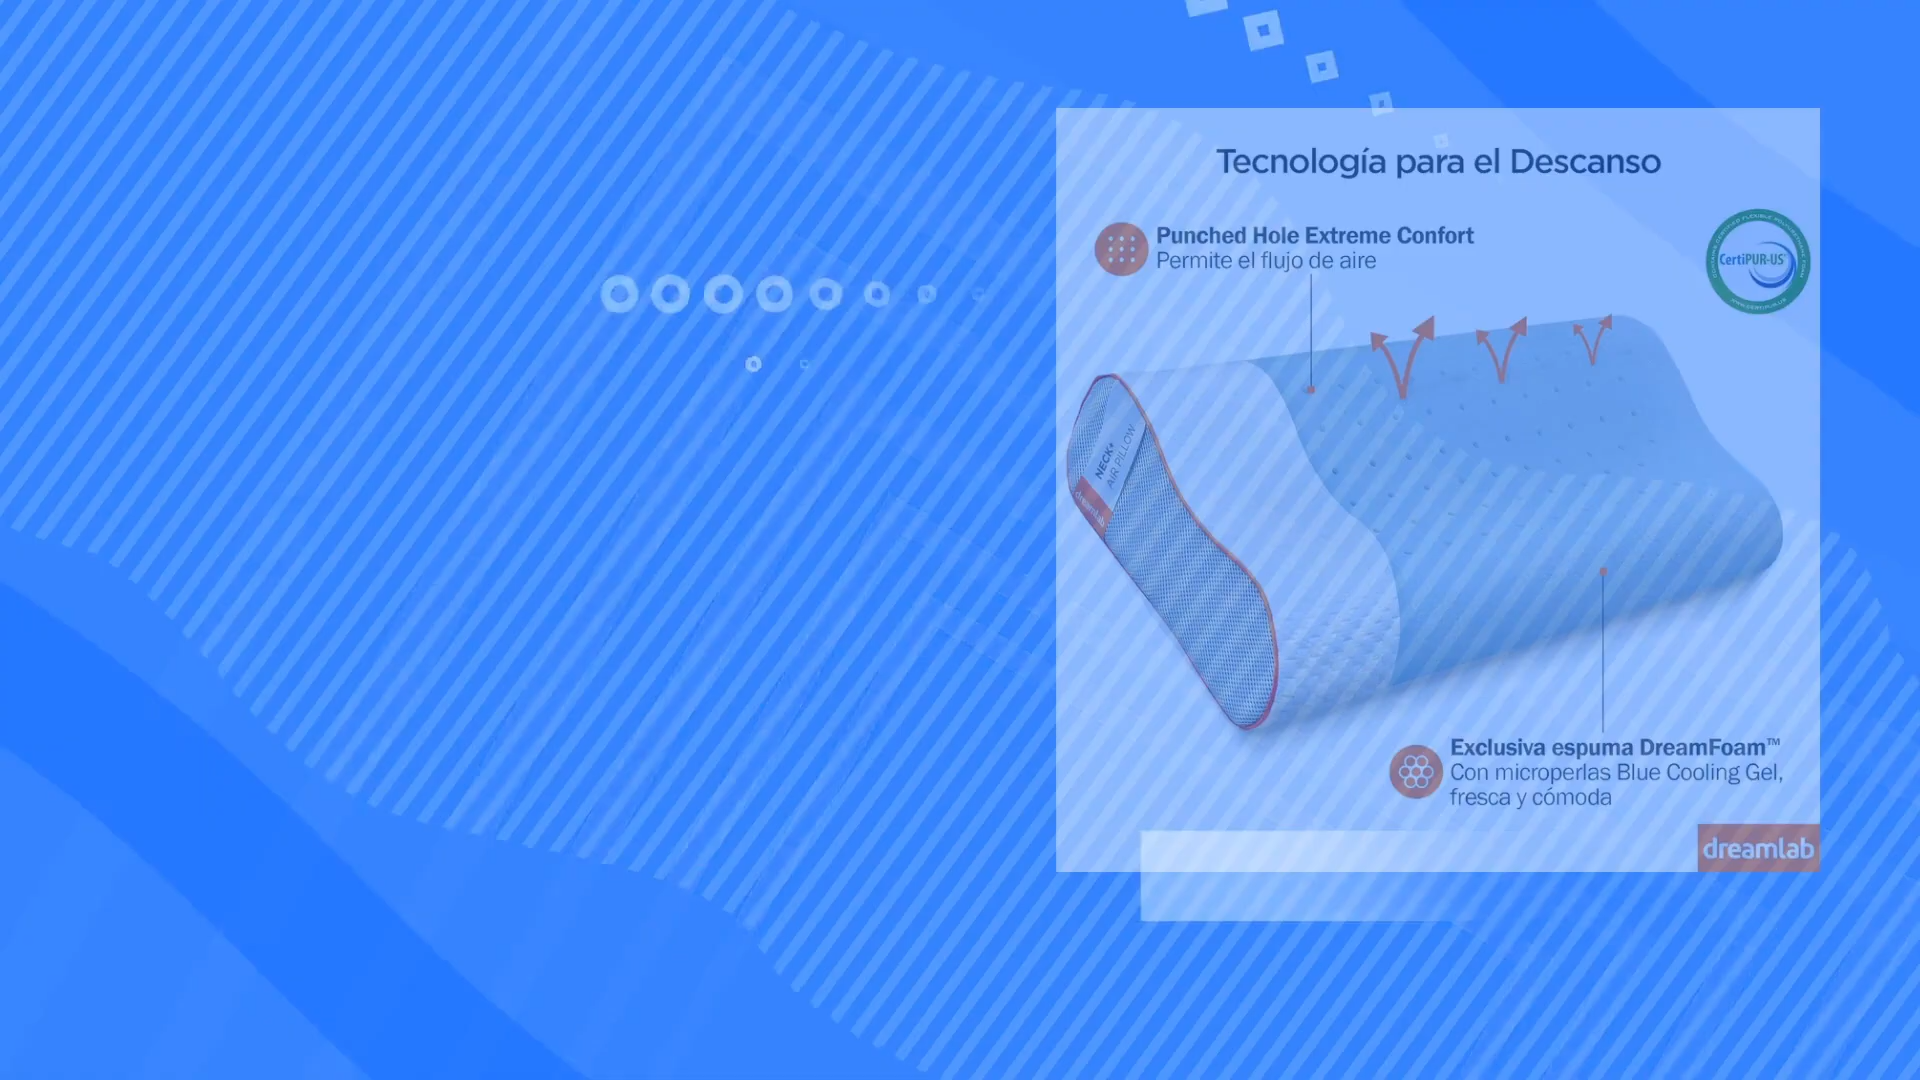 Tecnología para el Descanso
Punched Hole Extreme Confort
Permite el flujo de aire
CertiPUR-US
NECK+
AIR PILLOW
dreamlab
Exclusiva espuma DreamFoam™
Con microperlas Blue Cooling Gel,
fresca y cómoda
dreamlab